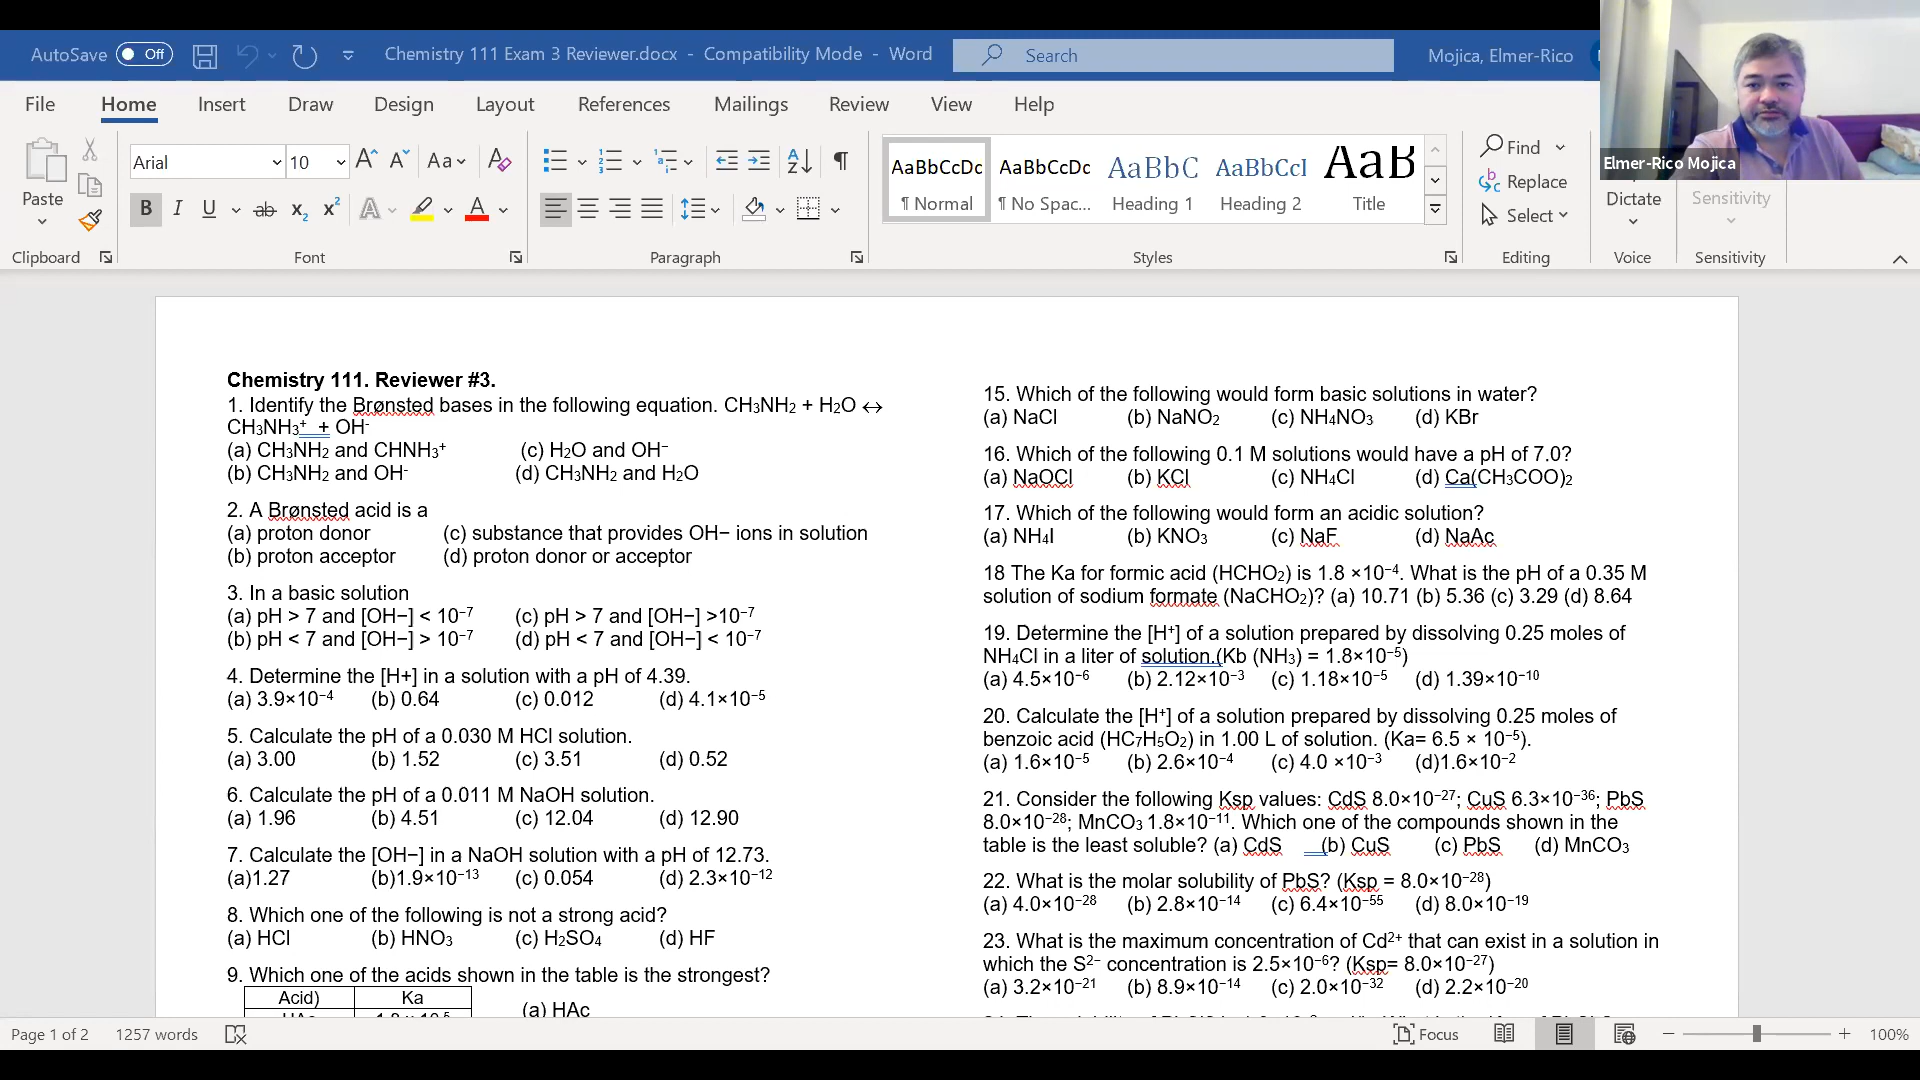 AutoSave Off Chemistry 111 Exam 3 Reviewer.docx - Compatibility Mode - Word Search Mojica, Elmer-Rico
File Home Insert Draw Design Layout References Mailings Review View Help
Elmer-Rico Mojica
Paste
Arial 10 Aa
B I U ab x2 x2 A A
AaBbCcDc AaBbCcDc AaBbC AaBbCcI AaB
¶ Normal ¶ No Spac... Heading 1 Heading 2 Title
Find
Replace
Select
Dictate
Sensitivity
Clipboard Font Paragraph Styles Editing Voice Sensitivity
Chemistry 111. Reviewer #3.
1. Identify the Brønsted bases in the following equation. CH₃NH₂ + H₂O ↔
CH₃NH₃⁺ + OH⁻
(a) CH₃NH₂ and CHNH₃⁺ (c) H₂O and OH⁻
(b) CH₃NH₂ and OH⁻ (d) CH₃NH₂ and H₂O
2. A Brønsted acid is a
(a) proton donor (c) substance that provides OH− ions in solution
(b) proton acceptor (d) proton donor or acceptor
3. In a basic solution
(a) pH > 7 and [OH−] < 10⁻⁷ (c) pH > 7 and [OH−] >10⁻⁷
(b) pH < 7 and [OH−] > 10⁻⁷ (d) pH < 7 and [OH−] < 10⁻⁷
4. Determine the [H+] in a solution with a pH of 4.39.
(a) 3.9×10⁻⁴ (b) 0.64 (c) 0.012 (d) 4.1×10⁻⁵
5. Calculate the pH of a 0.030 M HCl solution.
(a) 3.00 (b) 1.52 (c) 3.51 (d) 0.52
6. Calculate the pH of a 0.011 M NaOH solution.
(a) 1.96 (b) 4.51 (c) 12.04 (d) 12.90
7. Calculate the [OH−] in a NaOH solution with a pH of 12.73.
(a)1.27 (b)1.9×10⁻¹³ (c) 0.054 (d) 2.3×10⁻¹²
8. Which one of the following is not a strong acid?
(a) HCl (b) HNO₃ (c) H₂SO₄ (d) HF
9. Which one of the acids shown in the table is the strongest?
Acid) Ka
(a) HAc
15. Which of the following would form basic solutions in water?
(a) NaCl (b) NaNO₂ (c) NH₄NO₃ (d) KBr
16. Which of the following 0.1 M solutions would have a pH of 7.0?
(a) NaOCl (b) KCl (c) NH₄Cl (d) Ca(CH₃COO)₂
17. Which of the following would form an acidic solution?
(a) NH₄I (b) KNO₃ (c) NaF (d) NaAc
18 The Ka for formic acid (HCHO₂) is 1.8 ×10⁻⁴. What is the pH of a 0.35 M
solution of sodium formate (NaCHO₂)? (a) 10.71 (b) 5.36 (c) 3.29 (d) 8.64
19. Determine the [H⁺] of a solution prepared by dissolving 0.25 moles of
NH₄Cl in a liter of solution.(Kb (NH₃) = 1.8×10⁻⁵)
(a) 4.5×10⁻⁶ (b) 2.12×10⁻³ (c) 1.18×10⁻⁵ (d) 1.39×10⁻¹⁰
20. Calculate the [H⁺] of a solution prepared by dissolving 0.25 moles of
benzoic acid (HC₇H₅O₂) in 1.00 L of solution. (Ka= 6.5 × 10⁻⁵).
(a) 1.6×10⁻⁵ (b) 2.6×10⁻⁴ (c) 4.0 ×10⁻³ (d)1.6×10⁻²
21. Consider the following Ksp values: CdS 8.0×10⁻²⁷; CuS 6.3×10⁻³⁶; PbS
8.0×10⁻²⁸; MnCO₃ 1.8×10⁻¹¹. Which one of the compounds shown in the
table is the least soluble? (a) CdS (b) CuS (c) PbS (d) MnCO₃
22. What is the molar solubility of PbS? (Ksp = 8.0×10⁻²⁸)
(a) 4.0×10⁻²⁸ (b) 2.8×10⁻¹⁴ (c) 6.4×10⁻⁵⁵ (d) 8.0×10⁻¹⁹
23. What is the maximum concentration of Cd²⁺ that can exist in a solution in
which the S²⁻ concentration is 2.5×10⁻⁶? (Ksp= 8.0×10⁻²⁷)
(a) 3.2×10⁻²¹ (b) 8.9×10⁻¹⁴ (c) 2.0×10⁻³² (d) 2.2×10⁻²⁰
Page 1 of 2 1257 words Focus 100%